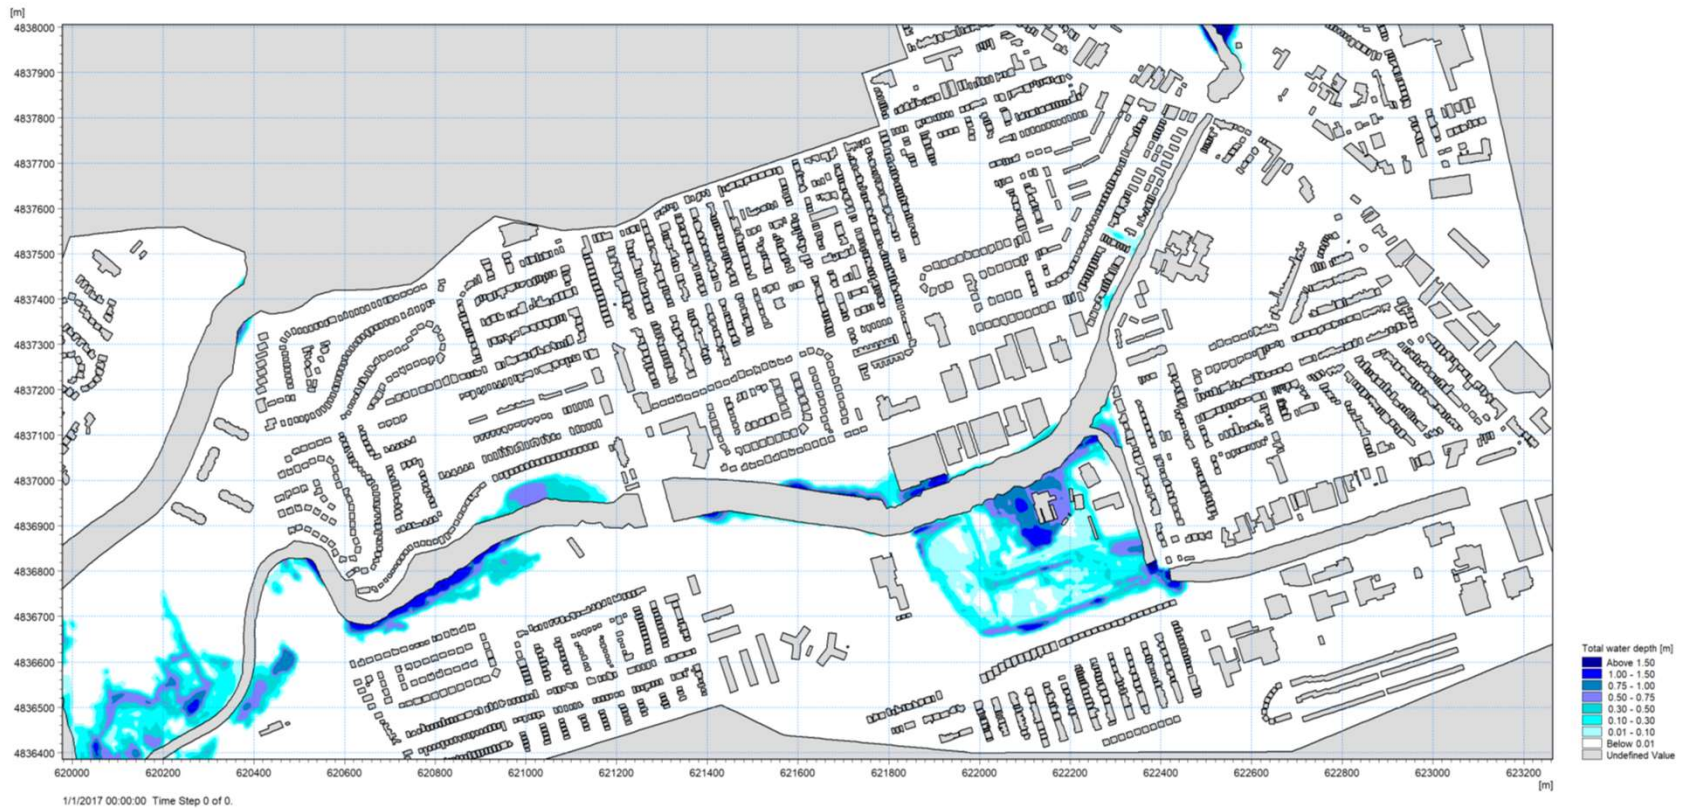 [m]
4838000
4837900
4837800
4837700
4837600
4837500
4837400
4837300
4837200
4837100
4837000
4836900
4836800
4836700
4836600
4836500
4836400
620000 620200 620400 620600 620800 621000 621200 621400 621600 621800 622000 622200 622400 622600 622800 623000 623200
[m]
Total water depth [m]
Above 1.50
1.00 - 1.50
0.75 - 1.00
0.50 - 0.75
0.30 - 0.50
0.10 - 0.30
0.01 - 0.10
Below 0.01
Undefined Value
1/1/2017 00:00:00 Time Step 0 of 0.